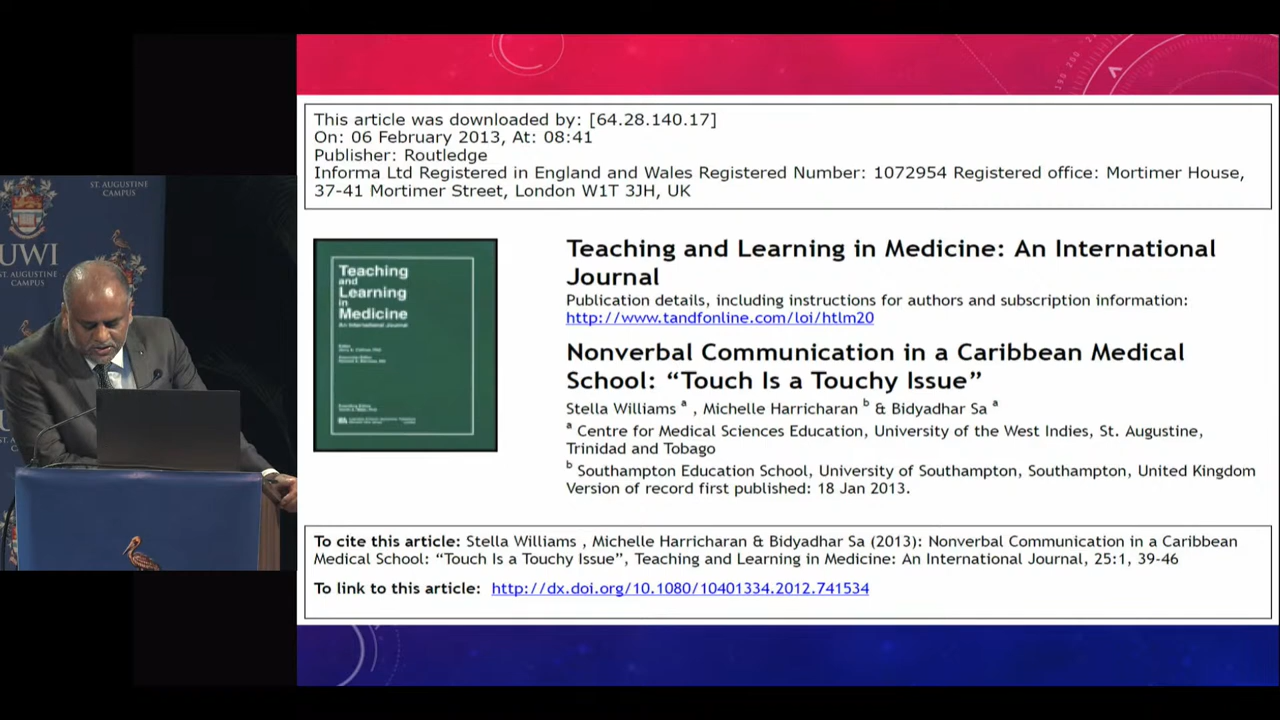 ST. AUGUSTINE
CAMPUS
UWI
ST. AUGUSTINE
CAMPUS
This article was downloaded by: [64.28.140.17]
On: 06 February 2013, At: 08:41
Publisher: Routledge
Informa Ltd Registered in England and Wales Registered Number: 1072954 Registered office: Mortimer House,
37-41 Mortimer Street, London W1T 3JH, UK
Teaching
and
Learning
in
Medicine
An International Journal
Teaching and Learning in Medicine: An International
Journal
Publication details, including instructions for authors and subscription information:
http://www.tandfonline.com/loi/htlm20
Nonverbal Communication in a Caribbean Medical
School: “Touch Is a Touchy Issue”
Stella Williams a , Michelle Harricharan b & Bidyadhar Sa a
a Centre for Medical Sciences Education, University of the West Indies, St. Augustine,
Trinidad and Tobago
b Southampton Education School, University of Southampton, Southampton, United Kingdom
Version of record first published: 18 Jan 2013.
To cite this article: Stella Williams , Michelle Harricharan & Bidyadhar Sa (2013): Nonverbal Communication in a Caribbean
Medical School: “Touch Is a Touchy Issue”, Teaching and Learning in Medicine: An International Journal, 25:1, 39-46
To link to this article: http://dx.doi.org/10.1080/10401334.2012.741534